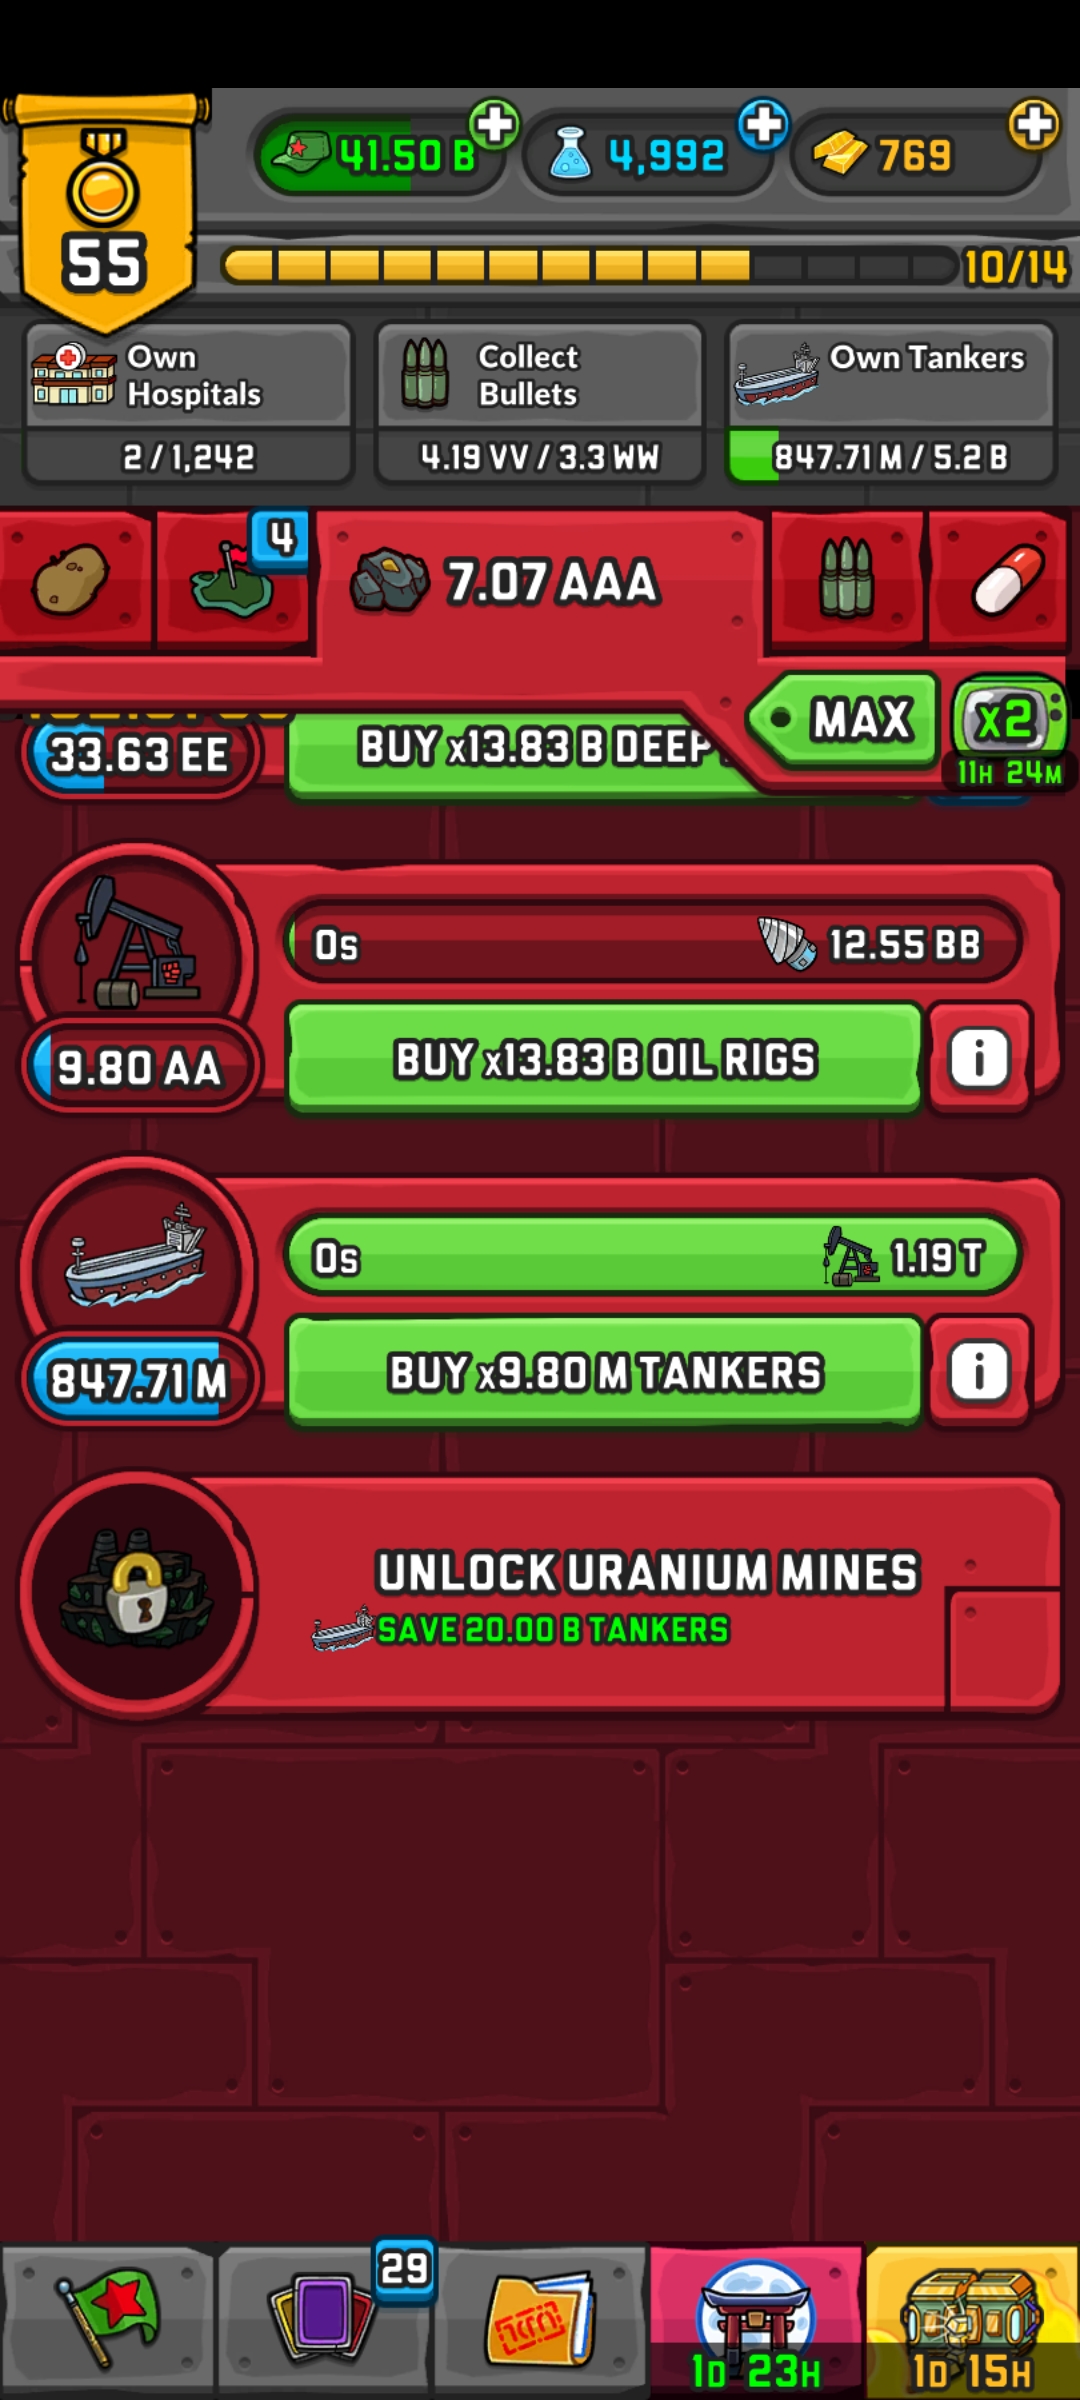 41.50 B
4,992
769
55
10/14
Own
Hospitals
2 / 1,242
Collect
Bullets
4.19 VV / 3.3 WW
Own Tankers
847.71 M / 5.2 B
4
7.07 AAA
MAX
x2
11H 24M
33.63 EE
BUY x13.83 B DEEP
0s
12.55 BB
9.80 AA
BUY x13.83 B OIL RIGS
i
0s
1.19 T
847.71 M
BUY x9.80 M TANKERS
i
UNLOCK URANIUM MINES
SAVE 20.00 B TANKERS
29
1D 23H
1D 15H